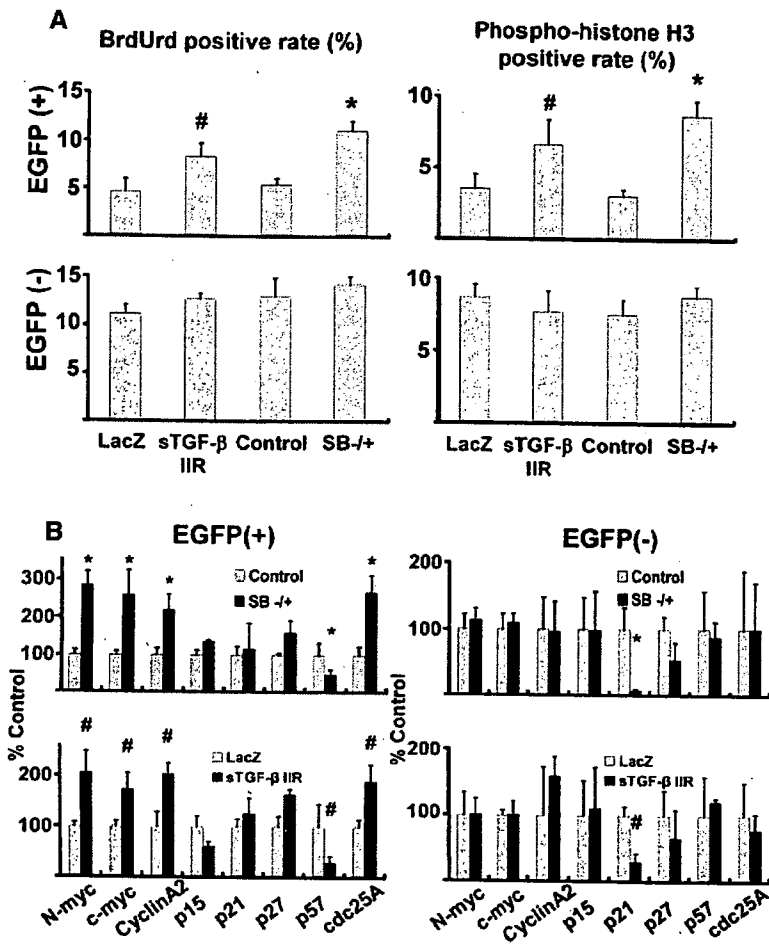 A
BrdUrd positive rate (%)
Phospho-histone H3
positive rate (%)
EGFP (+)
15
10
5
#
*
10
5
#
*
EGFP (-)
15
10
5
10
5
LacZ sTGF-β Control SB-/+
IIR
LacZ sTGF-β Control SB-/+
IIR
B
EGFP(+)
EGFP(-)
% Control
300
200
100
* * * * *
Control
SB -/+
200
100
Control
SB -/+
*
200
100
# # # # #
LacZ
sTGF-β IIR
% Control
200
100
LacZ
sTGF-β IIR
#
N-myc c-myc CyclinA2 p15 p21 p27 p57 cdc25A
N-myc c-myc CyclinA2 p15 p21 p27 p57 cdc25A